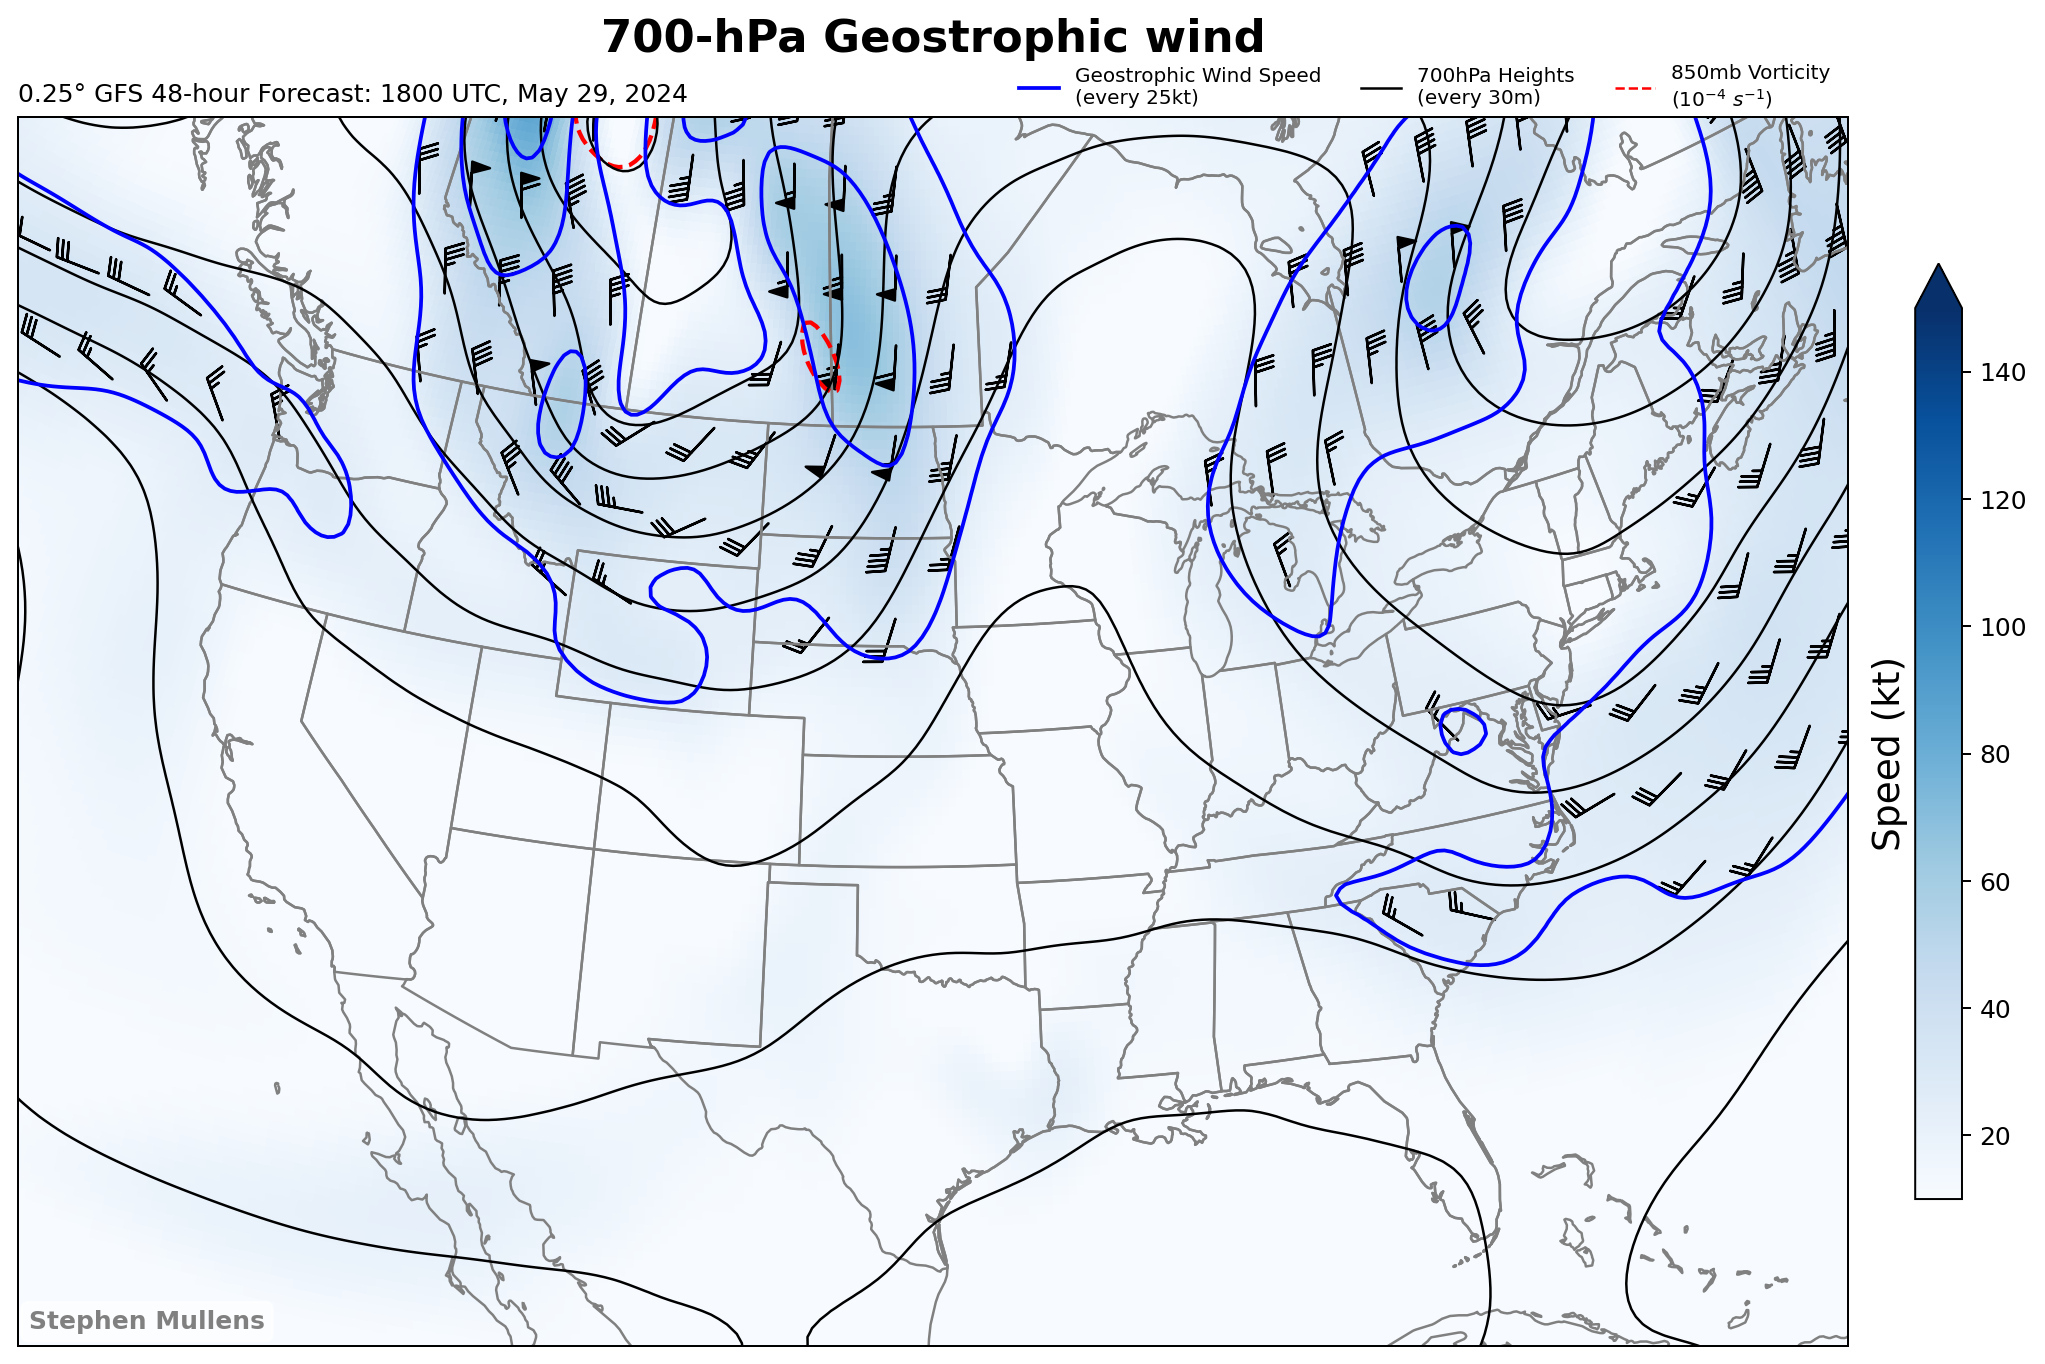 700-hPa Geostrophic wind
0.25° GFS 48-hour Forecast: 1800 UTC, May 29, 2024
Geostrophic Wind Speed
(every 25kt)
700hPa Heights
(every 30m)
850mb Vorticity
(10⁻⁴ s⁻¹)
140
120
100
80
60
40
20
Speed (kt)
Stephen Mullens